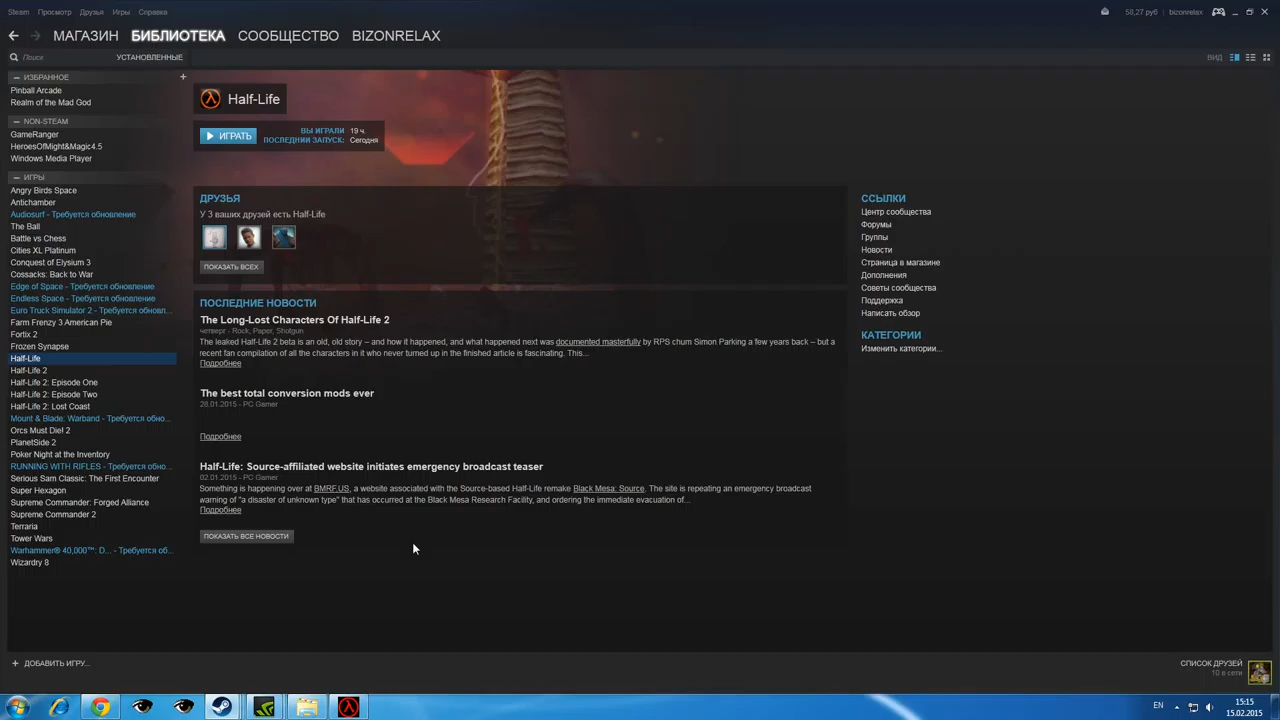 Steam Просмотр Друзья Игры Справка
58,27 руб bizonrelax
МАГАЗИН БИБЛИОТЕКА СООБЩЕСТВО BIZONRELAX
Поиск УСТАНОВЛЕННЫЕ
ВИД
— ИЗБРАННОЕ +
Pinball Arcade
Realm of the Mad God
— NON-STEAM
GameRanger
HeroesOfMight&Magic4.5
Windows Media Player
— ИГРЫ
Angry Birds Space
Antichamber
Audiosurf - Требуется обновление
The Ball
Battle vs Chess
Cities XL Platinum
Conquest of Elysium 3
Cossacks: Back to War
Edge of Space - Требуется обновление
Endless Space - Требуется обновление
Euro Truck Simulator 2 - Требуется обновл...
Farm Frenzy 3 American Pie
Fortix 2
Frozen Synapse
Half-Life
Half-Life 2
Half-Life 2: Episode One
Half-Life 2: Episode Two
Half-Life 2: Lost Coast
Mount & Blade: Warband - Требуется обно...
Orcs Must Die! 2
PlanetSide 2
Poker Night at the Inventory
RUNNING WITH RIFLES - Требуется обно...
Serious Sam Classic: The First Encounter
Super Hexagon
Supreme Commander: Forged Alliance
Supreme Commander 2
Terraria
Tower Wars
Warhammer® 40,000™: D... - Требуется об...
Wizardry 8
+ ДОБАВИТЬ ИГРУ...
Half-Life
ИГРАТЬ
ВЫ ИГРАЛИ 19 ч.
ПОСЛЕДНИЙ ЗАПУСК: Сегодня
ДРУЗЬЯ
У 3 ваших друзей есть Half-Life
ПОКАЗАТЬ ВСЕХ
ПОСЛЕДНИЕ НОВОСТИ
The Long-Lost Characters Of Half-Life 2
четверг - Rock, Paper, Shotgun
The leaked Half-Life 2 beta is an old, old story – and how it happened, and what happened next was documented masterfully by RPS chum Simon Parking a few years back – but a
recent fan compilation of all the characters in it who never turned up in the finished article is fascinating. This...
Подробнее
The best total conversion mods ever
28.01.2015 - PC Gamer
Подробнее
Half-Life: Source-affiliated website initiates emergency broadcast teaser
02.01.2015 - PC Gamer
Something is happening over at BMRF.US, a website associated with the Source-based Half-Life remake Black Mesa: Source. The site is repeating an emergency broadcast
warning of "a disaster of unknown type" that has occurred at the Black Mesa Research Facility, and ordering the immediate evacuation of...
Подробнее
ПОКАЗАТЬ ВСЕ НОВОСТИ
ССЫЛКИ
Центр сообщества
Форумы
Группы
Новости
Страница в магазине
Дополнения
Советы сообщества
Поддержка
Написать обзор
КАТЕГОРИИ
Изменить категории...
СПИСОК ДРУЗЕЙ
10 в сети
EN
15:15
15.02.2015